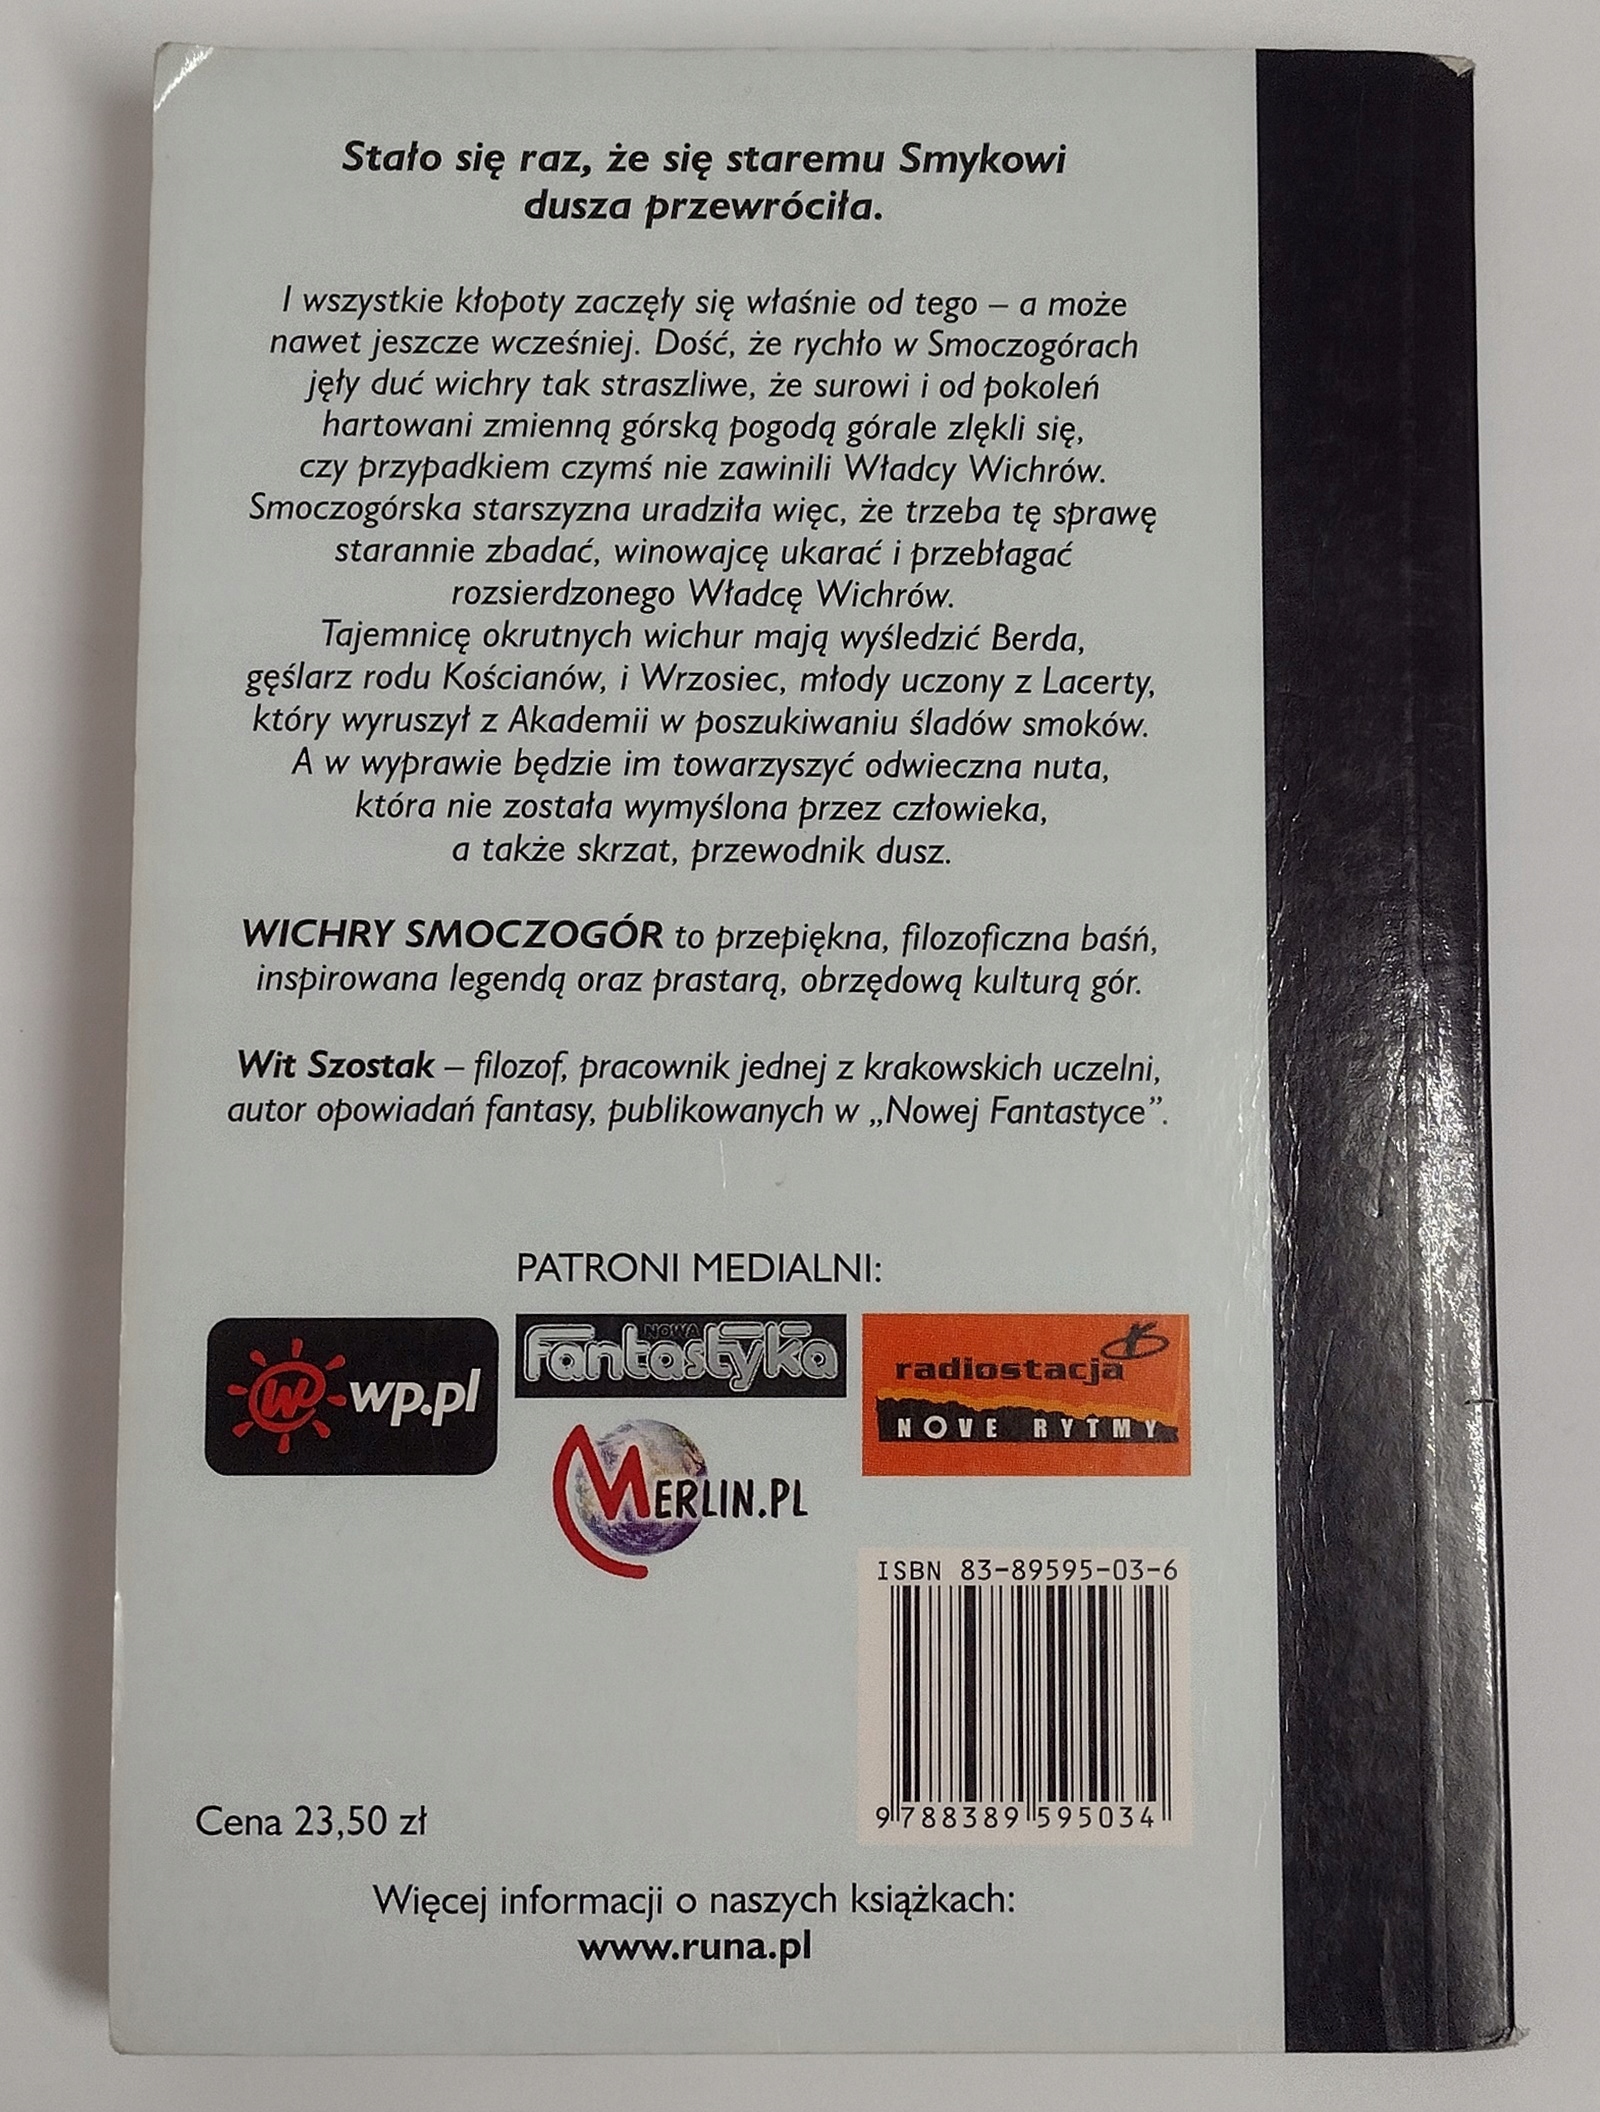 Stało się raz, że się staremu Smykowi
dusza przewróciła.
I wszystkie kłopoty zaczęły się właśnie od tego – a może
nawet jeszcze wcześniej. Dość, że rychło w Smoczogórach
jęły duć wichry tak straszliwe, że surowi i od pokoleń
hartowani zmienną górską pogodą górale zlękli się,
czy przypadkiem czymś nie zawinili Władcy Wichrów.
Smoczogórska starszyzna uradziła więc, że trzeba tę sprawę
starannie zbadać, winowajcę ukarać i przebłagać
rozsierdzonego Władcę Wichrów.
Tajemnicę okrutnych wichur mają wyśledzić Berda,
gęślarz rodu Kościanów, i Wrzosiec, młody uczony z Lacerty,
który wyruszył z Akademii w poszukiwaniu śladów smoków.
A w wyprawie będzie im towarzyszyć odwieczna nuta,
która nie została wymyślona przez człowieka,
a także skrzat, przewodnik dusz.
WICHRY SMOCZOGÓR to przepiękna, filozoficzna baśń,
inspirowana legendą oraz prastarą, obrzędową kulturą gór.
Wit Szostak – filozof, pracownik jednej z krakowskich uczelni,
autor opowiadań fantasy, publikowanych w „Nowej Fantastyce”.
PATRONI MEDIALNI:
W wp.pl
NOWA
Fantastyka
radiostacja
NOVE RYTMY
MERLIN.PL
ISBN 83-89595-03-6
9 788389 595034
Cena 23,50 zł
Więcej informacji o naszych książkach:
www.runa.pl